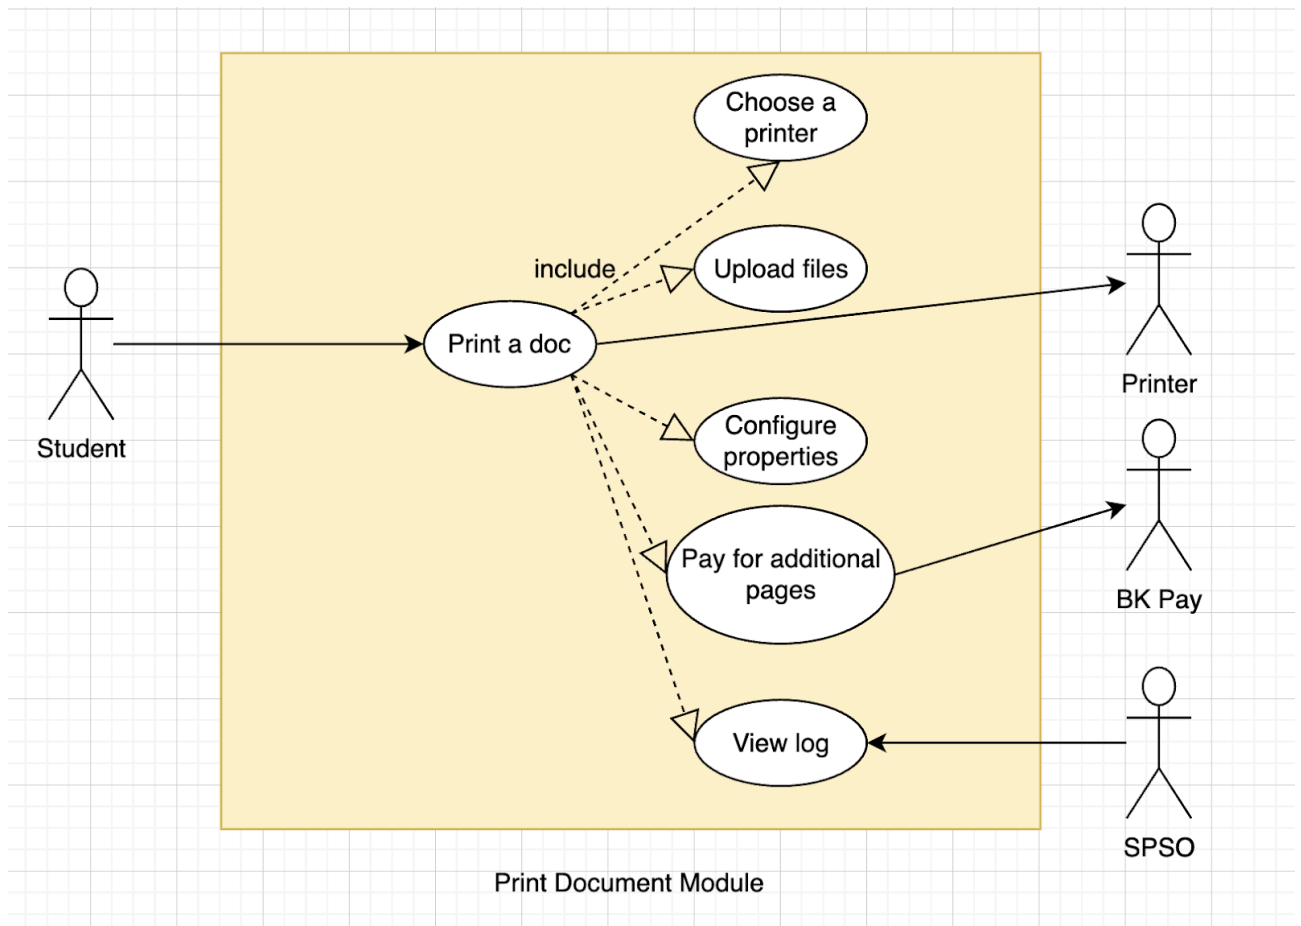 Choose a
printer
include
Upload files
Print a doc
Printer
Student
Configure
properties
Pay for additional
pages
BK Pay
View log
SPSO
Print Document Module